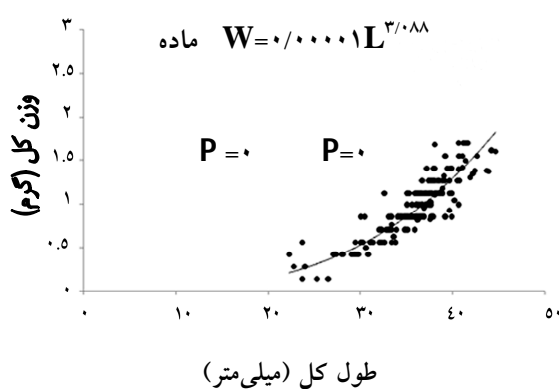 ماده W=۰/۰۰۰۰۱L^۳/۰۸۸
P =۰ P=۰
وزن کل (گرم)
۳
۲.۵
۲
۱.۵
۱
۰.۵
۰
۰ ۱۰ ۲۰ ۳۰ ۴۰ ۵۰
طول کل (میلی‌متر)